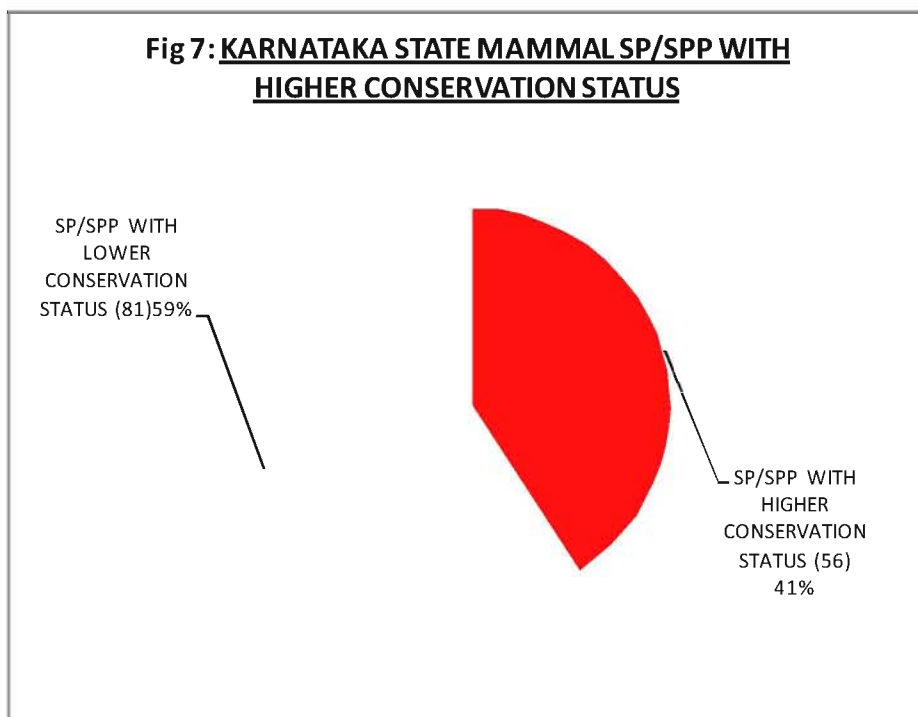 Fig 7: KARNATAKA STATE MAMMAL SP/SPP WITH
HIGHER CONSERVATION STATUS
SP/SPP WITH
LOWER
CONSERVATION
STATUS (81)59%
SP/SPP WITH
HIGHER
CONSERVATION
STATUS (56)
41%